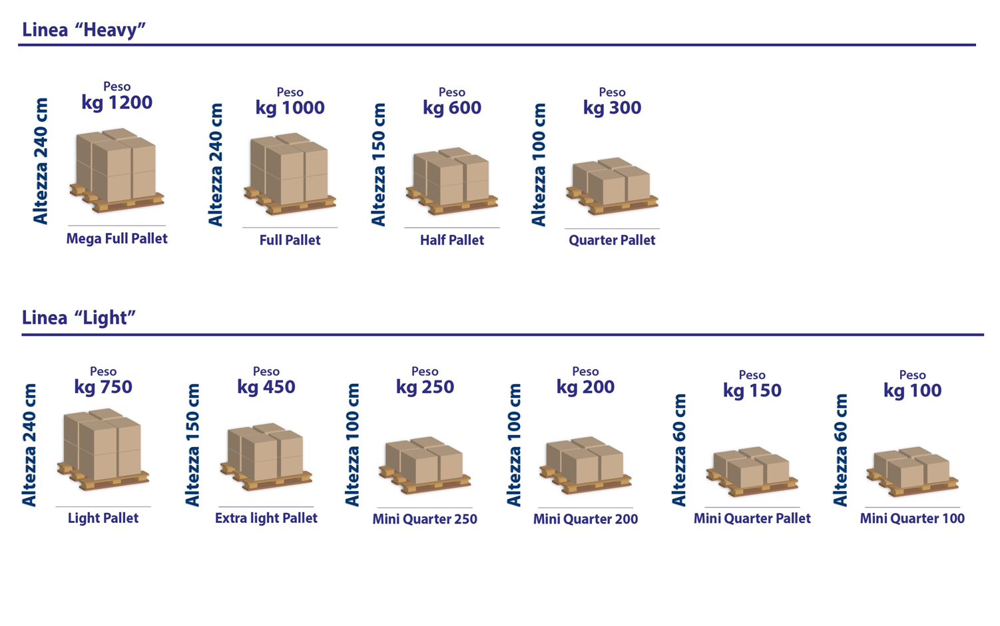 Linea “Heavy”
Altezza 240 cm
Peso
kg 1200
Mega Full Pallet
Altezza 240 cm
Peso
kg 1000
Full Pallet
Altezza 150 cm
Peso
kg 600
Half Pallet
Altezza 100 cm
Peso
kg 300
Quarter Pallet
Linea “Light”
Altezza 240 cm
Peso
kg 750
Light Pallet
Altezza 150 cm
Peso
kg 450
Extra light Pallet
Altezza 100 cm
Peso
kg 250
Mini Quarter 250
Altezza 100 cm
Peso
kg 200
Mini Quarter 200
Altezza 60 cm
Peso
kg 150
Mini Quarter Pallet
Altezza 60 cm
Peso
kg 100
Mini Quarter 100